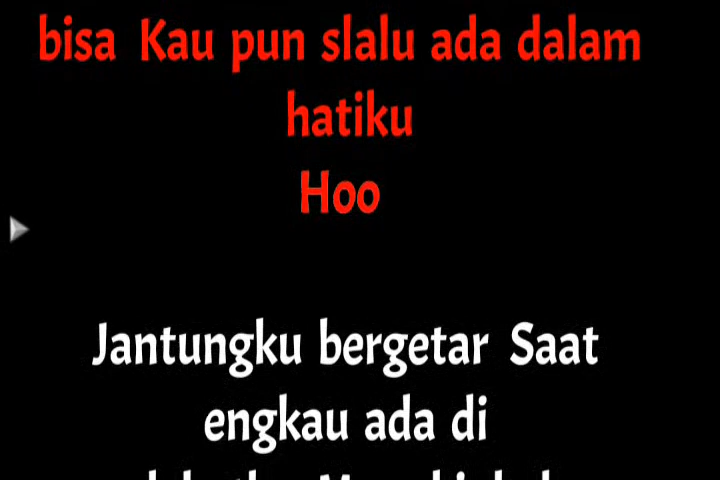 bisa Kau pun slalu ada dalam
hatiku
Hoo
Jantungku bergetar Saat
engkau ada di